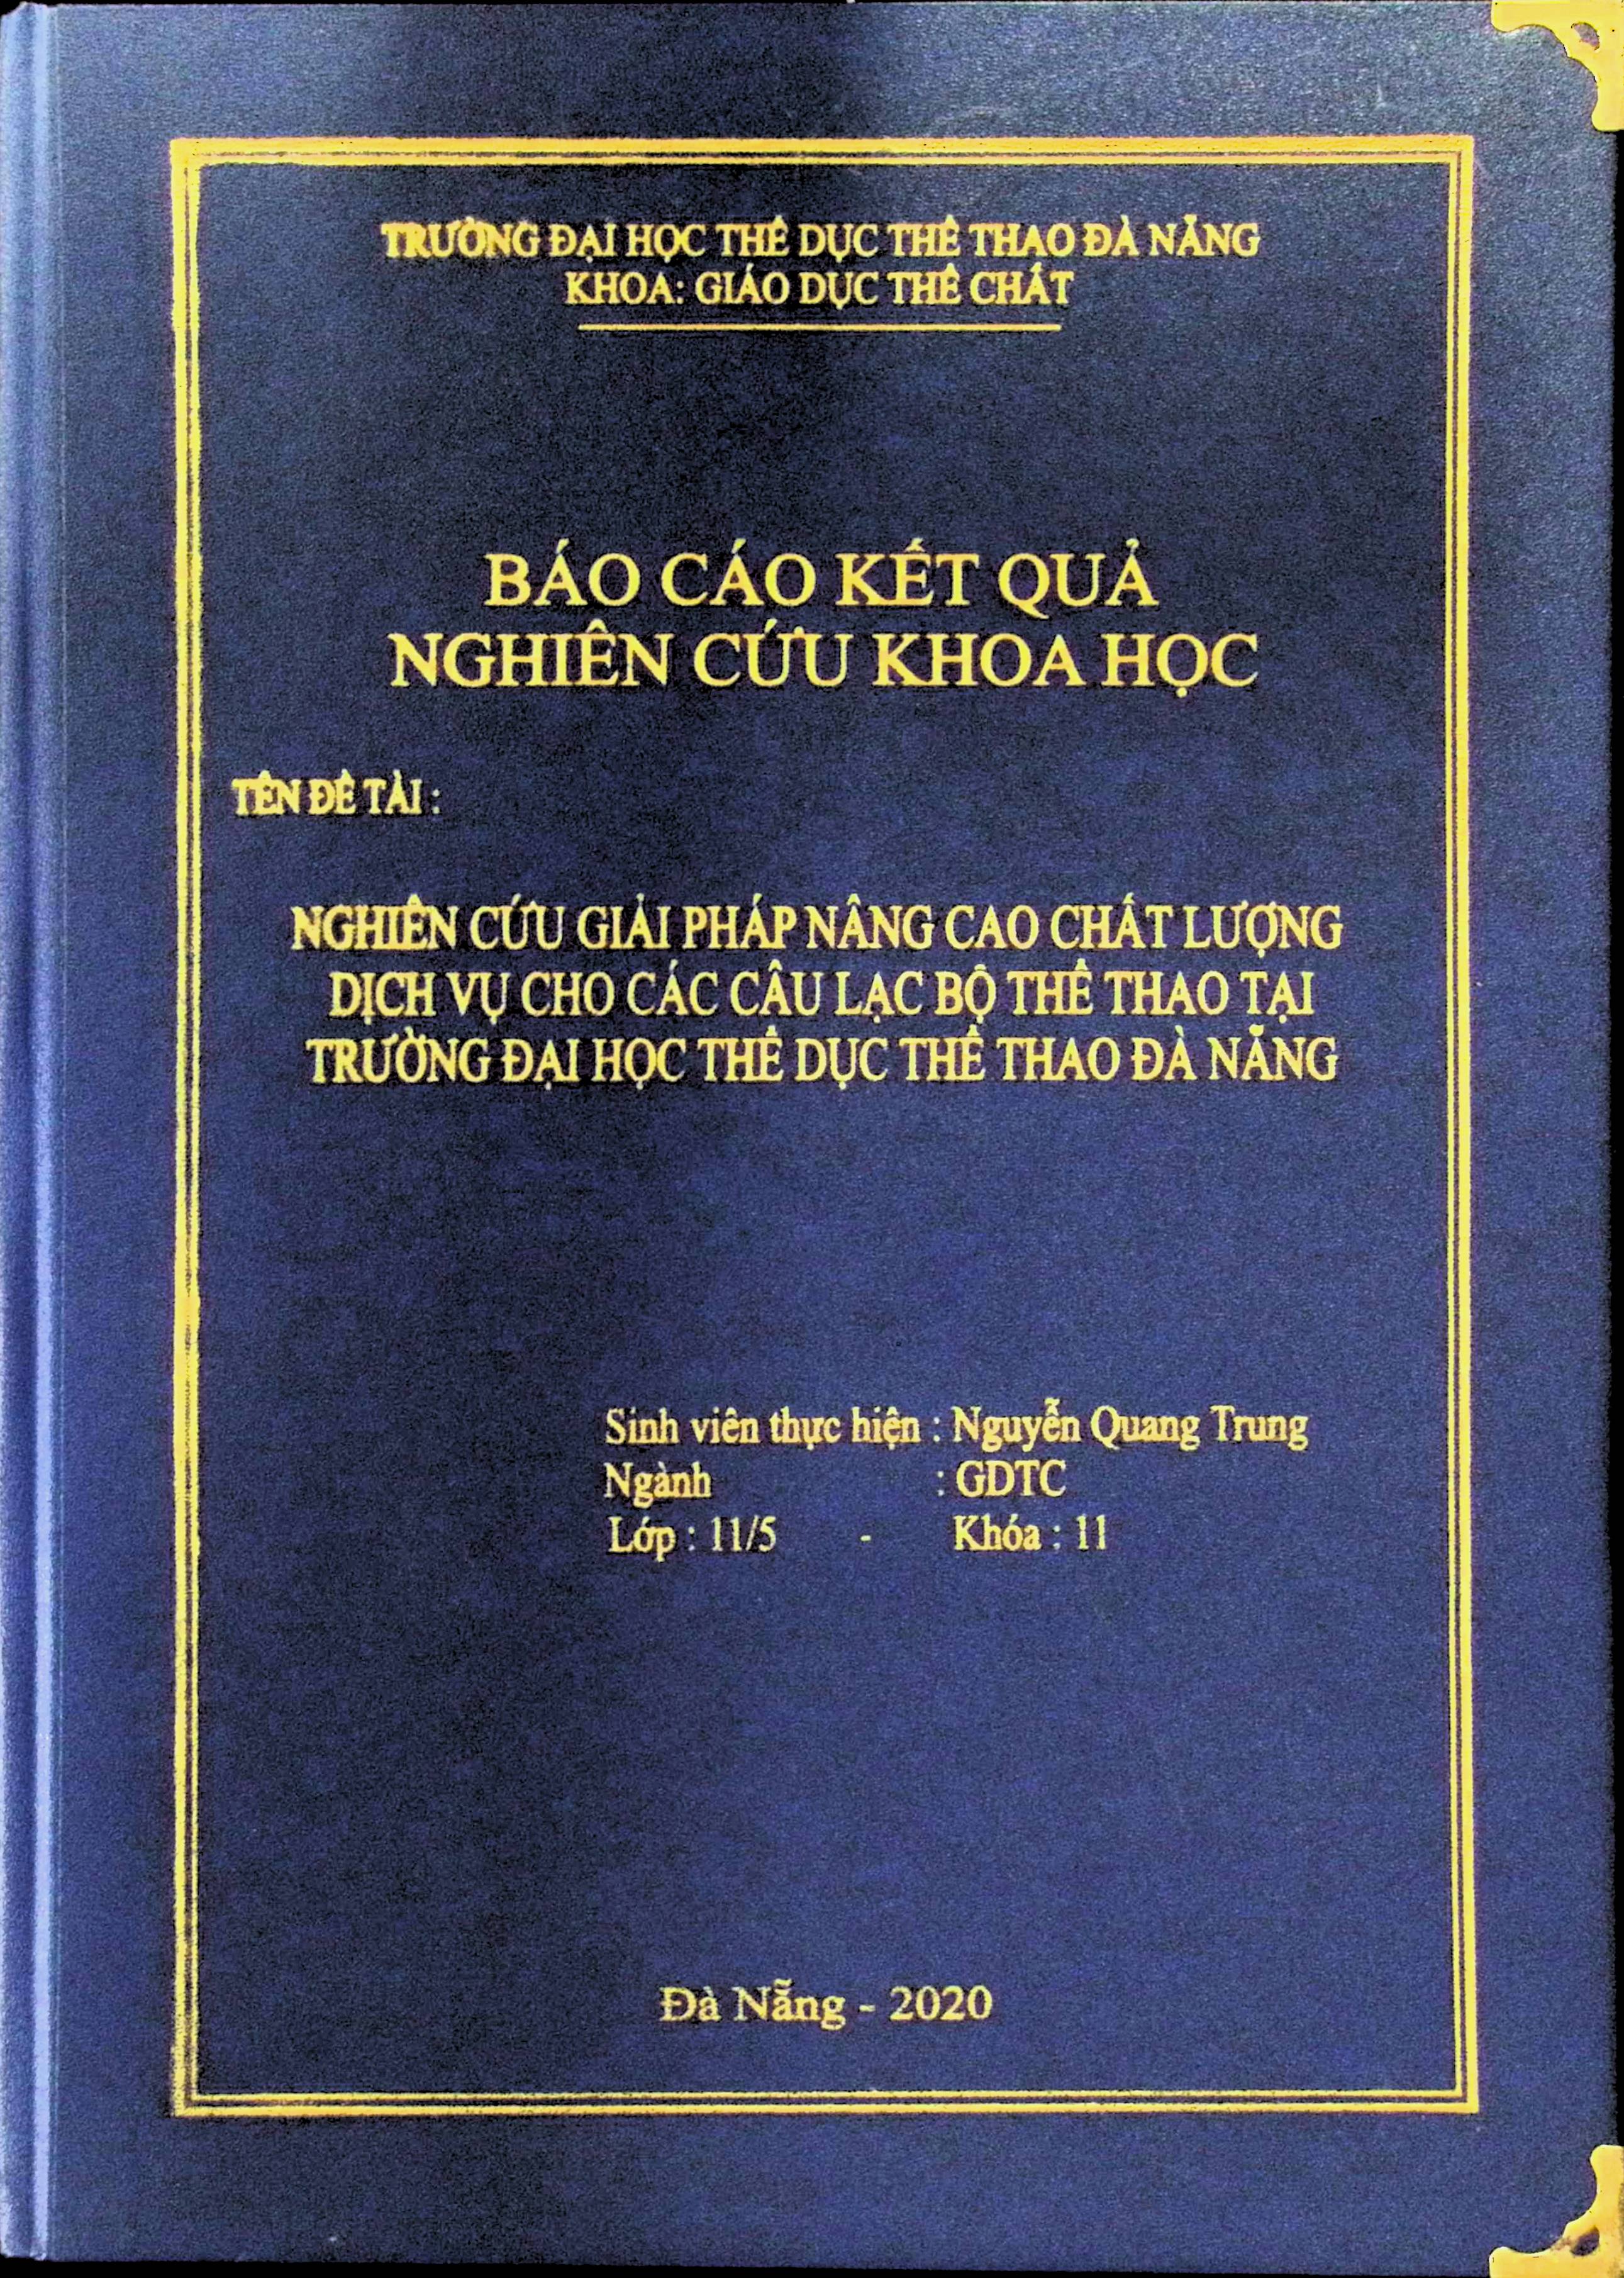 TRƯỜNG ĐẠI HỌC THỂ DỤC THỂ THAO ĐÀ NẴNG
KHOA: GIÁO DỤC THỂ CHẤT
BÁO CÁO KẾT QUẢ
NGHIÊN CỨU KHOA HỌC
TÊN ĐỀ TÀI :
NGHIÊN CỨU GIẢI PHÁP NÂNG CAO CHẤT LƯỢNG
DỊCH VỤ CHO CÁC CÂU LẠC BỘ THỂ THAO TẠI
TRƯỜNG ĐẠI HỌC THỂ DỤC THỂ THAO ĐÀ NẴNG
Sinh viên thực hiện : Nguyễn Quang Trung
Ngành : GDTC
Lớp : 11/5 - Khóa : 11
Đà Nẵng - 2020